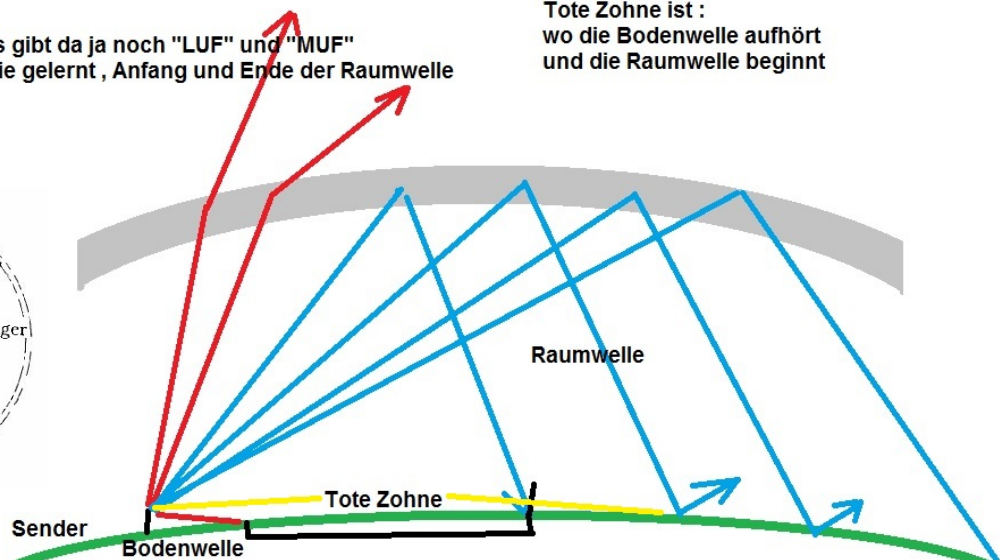 s gibt da ja noch "LUF" und "MUF"
ie gelernt , Anfang und Ende der Raumwelle
Tote Zohne ist :
wo die Bodenwelle aufhört
und die Raumwelle beginnt
ger
Raumwelle
Tote Zohne
Sender
Bodenwelle